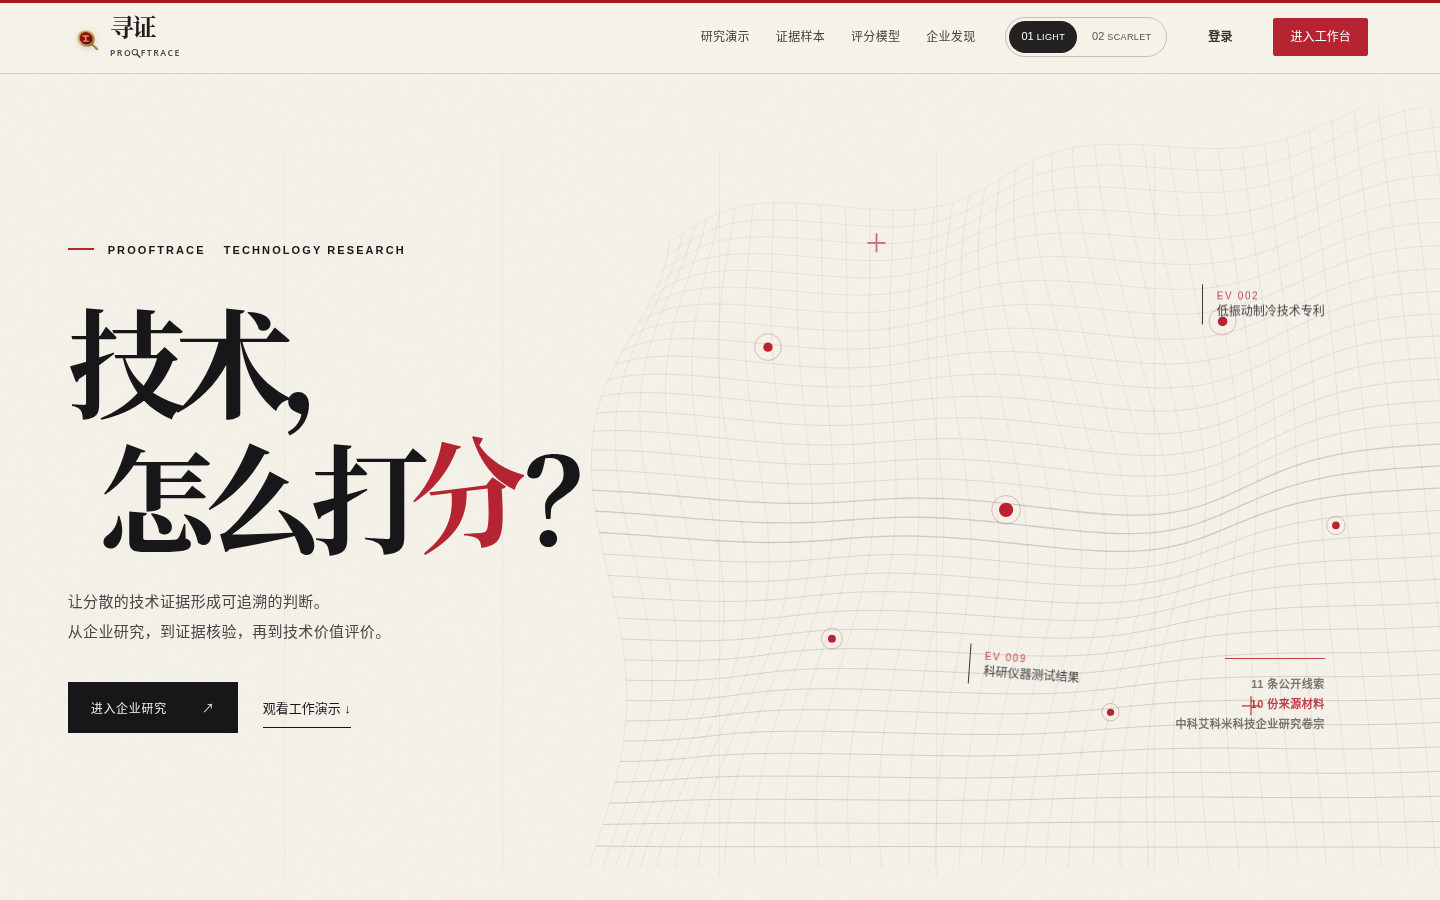 寻证
PROOFTRACE
研究演示
证据样本
评分模型
企业发现
01 LIGHT
02 SCARLET
登录
进入工作台
PROOFTRACE TECHNOLOGY RESEARCH
技术,
怎么打分?
让分散的技术证据形成可追溯的判断。
从企业研究，到证据核验，再到技术价值评价。
进入企业研究 ↗
观看工作演示 ↓
EV 002
低振动制冷技术专利
EV 009
科研仪器测试结果
11 条公开线索
10 份来源材料
中科艾科米科技企业研究卷宗